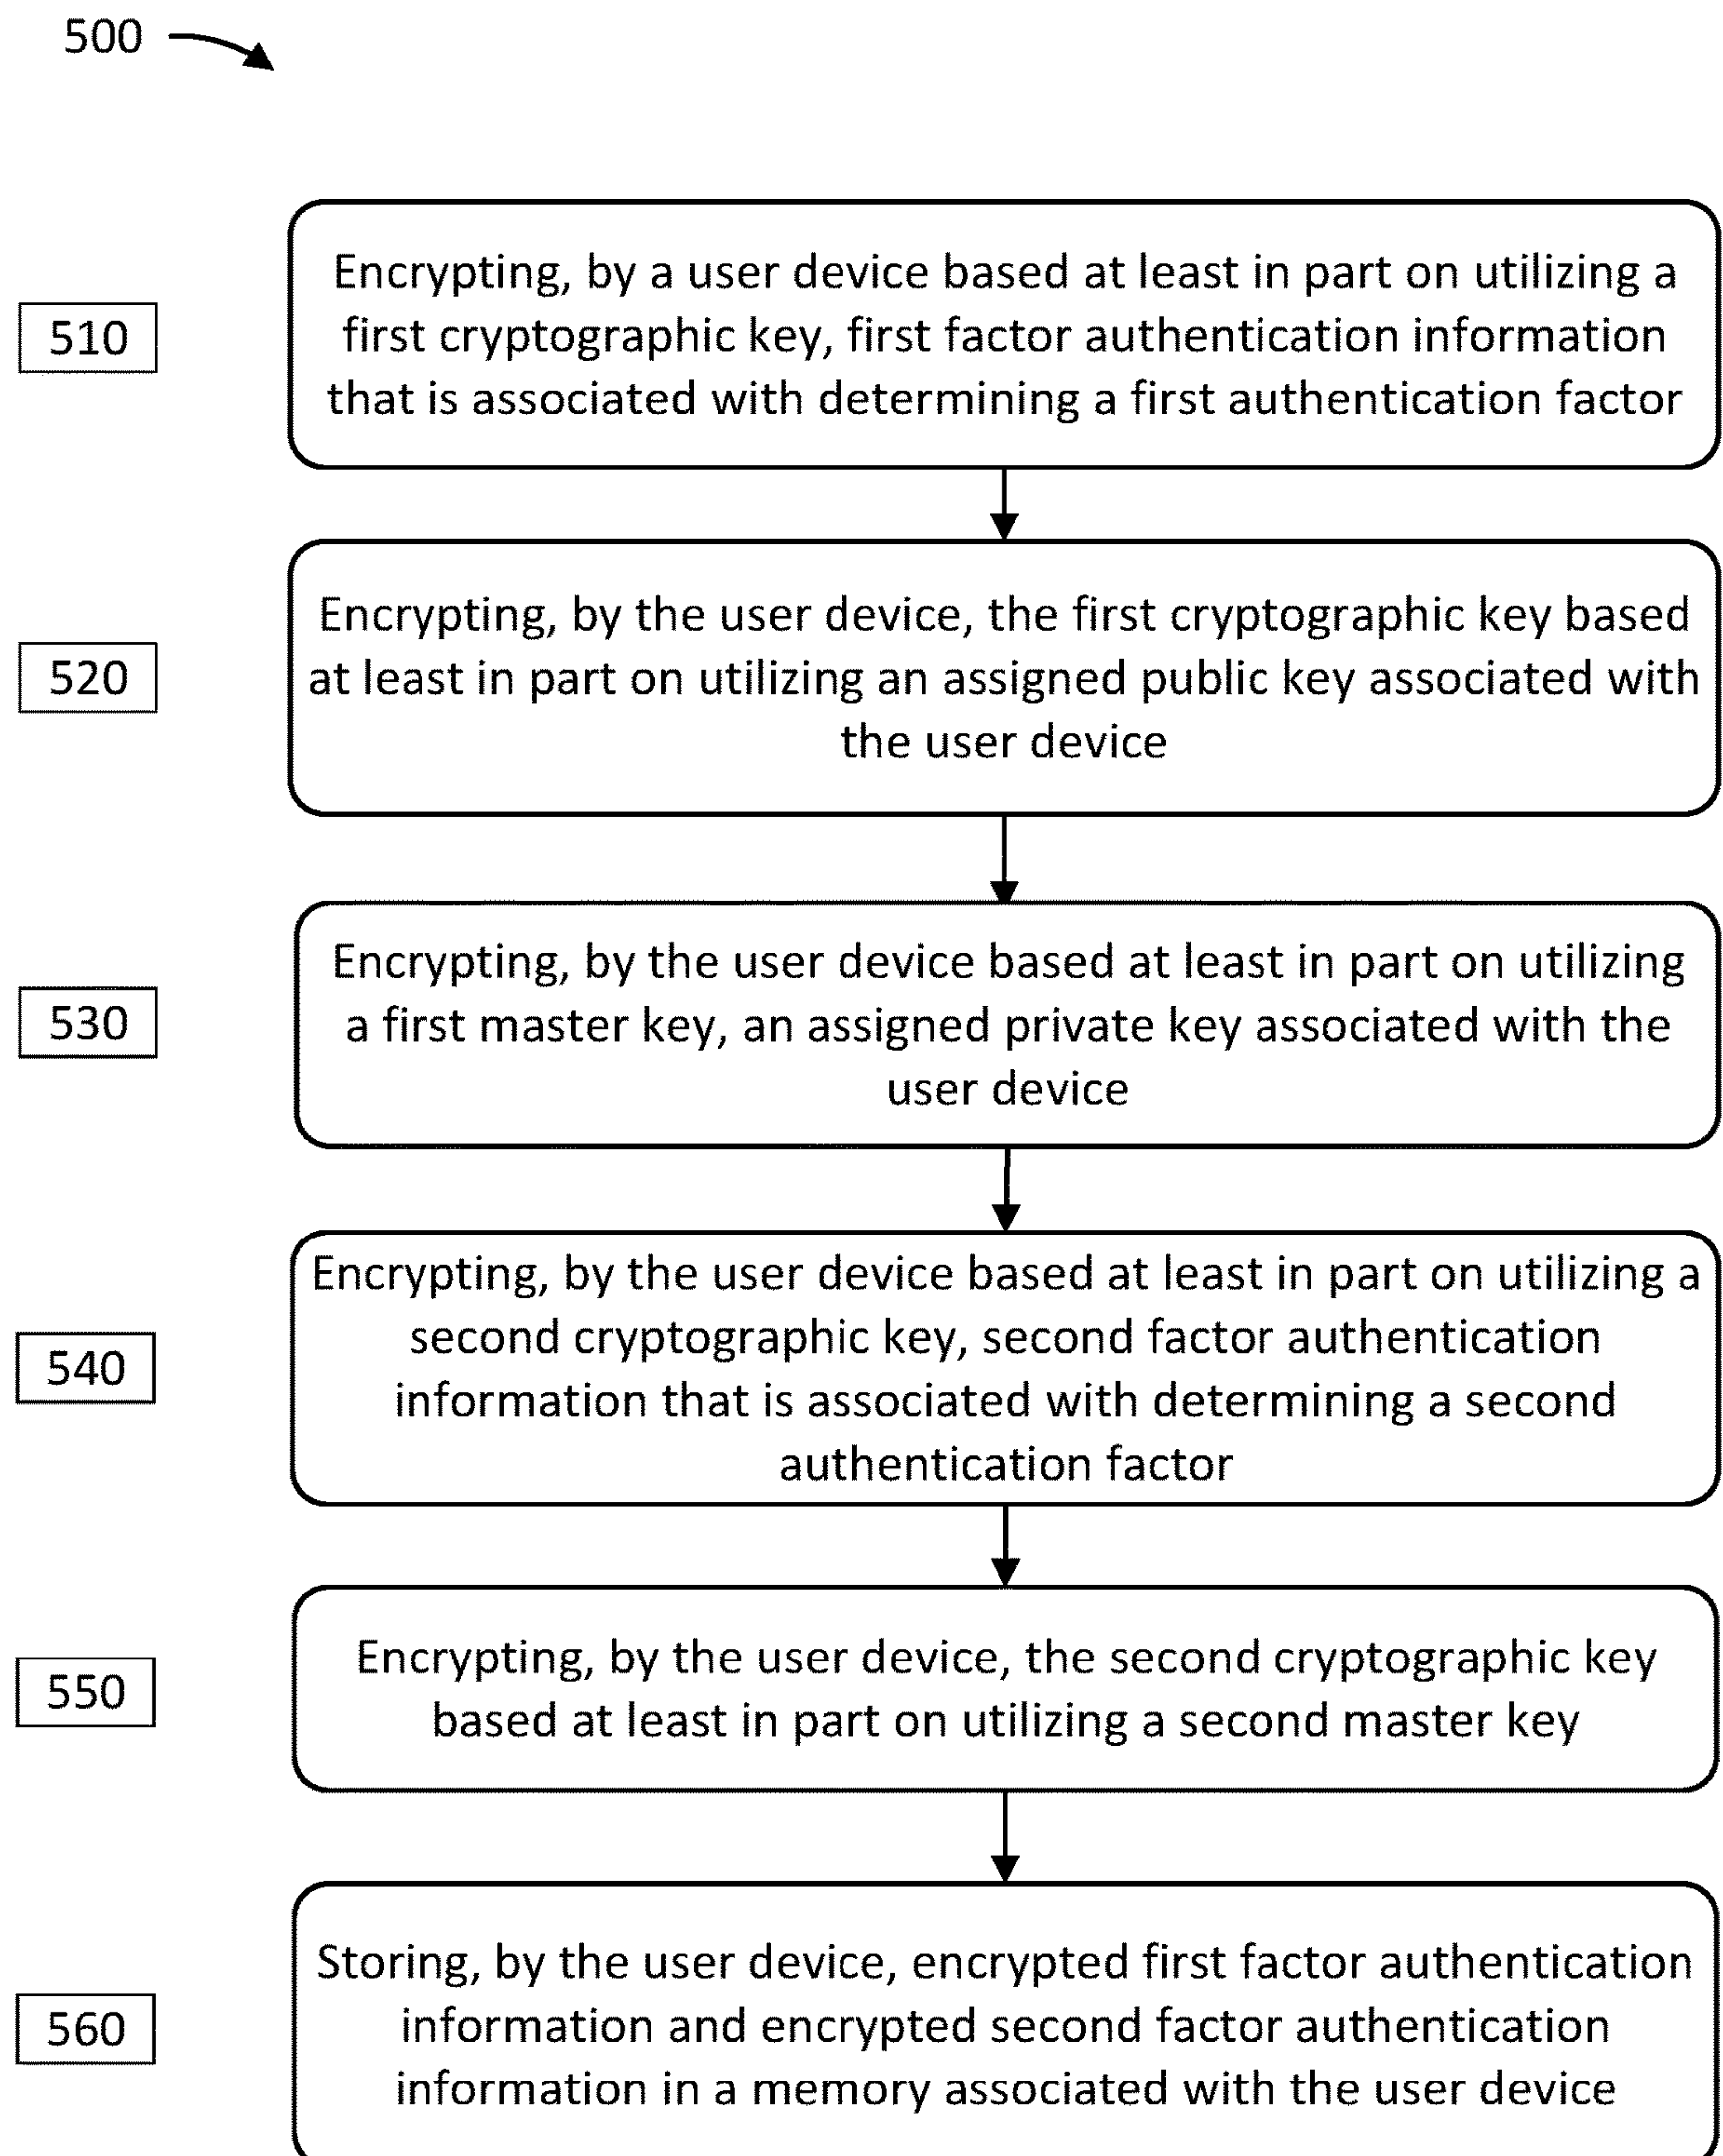 500
510
Encrypting, by a user device based at least in part on utilizing a
first cryptographic key, first factor authentication information
that is associated with determining a first authentication factor
520
Encrypting, by the user device, the first cryptographic key based
at least in part on utilizing an assigned public key associated with
the user device
530
Encrypting, by the user device based at least in part on utilizing
a first master key, an assigned private key associated with the
user device
540
Encrypting, by the user device based at least in part on utilizing a
second cryptographic key, second factor authentication
information that is associated with determining a second
authentication factor
550
Encrypting, by the user device, the second cryptographic key
based at least in part on utilizing a second master key
560
Storing, by the user device, encrypted first factor authentication
information and encrypted second factor authentication
information in a memory associated with the user device